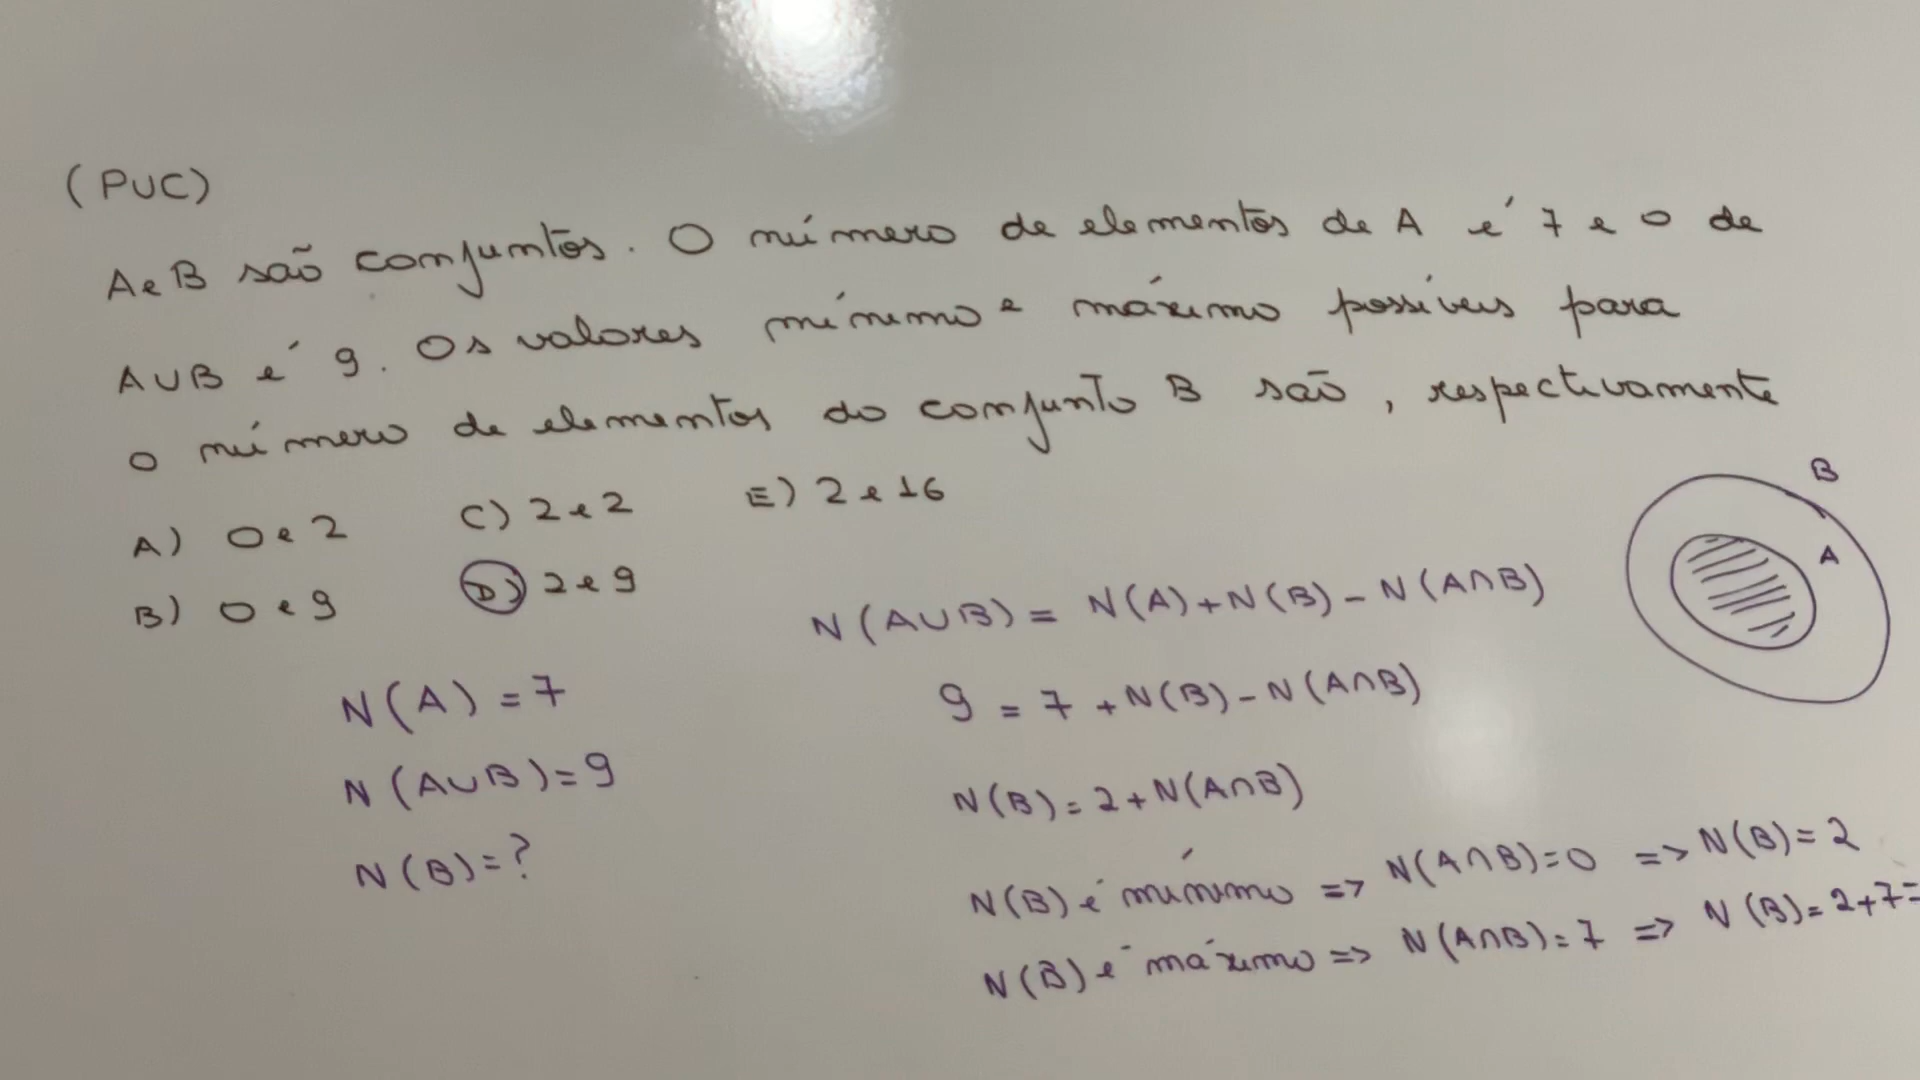 (PUC)
A e B são conjuntos. O número de elementos de A é 7 e o de
A∪B é 9. Os valores mínimo e máximo possíveis para
o número de elementos do conjunto B são, respectivamente
A) 0 e 2 C) 2 e 2 E) 2 e 16
B) 0 e 9 D) 2 e 9
B
A
N(A) = 7
N(A∪B) = 9
N(B) = ?
N(A∪B) = N(A) + N(B) - N(A∩B)
9 = 7 + N(B) - N(A∩B)
N(B) = 2 + N(A∩B)
N(B) é mínimo => N(A∩B) = 0 => N(B) = 2
N(B) é máximo => N(A∩B) = 7 => N(B) = 2+7=